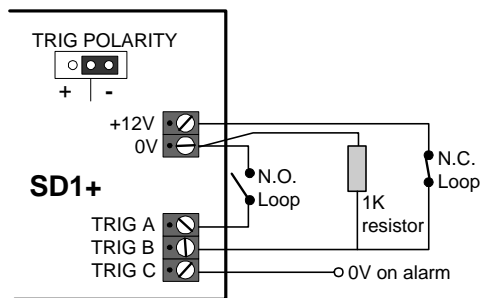 TRIG POLARITY
+ -
+12V
0V
SD1+
N.O.
Loop
N.C.
Loop
1K
resistor
TRIG A
TRIG B
TRIG C
0V on alarm